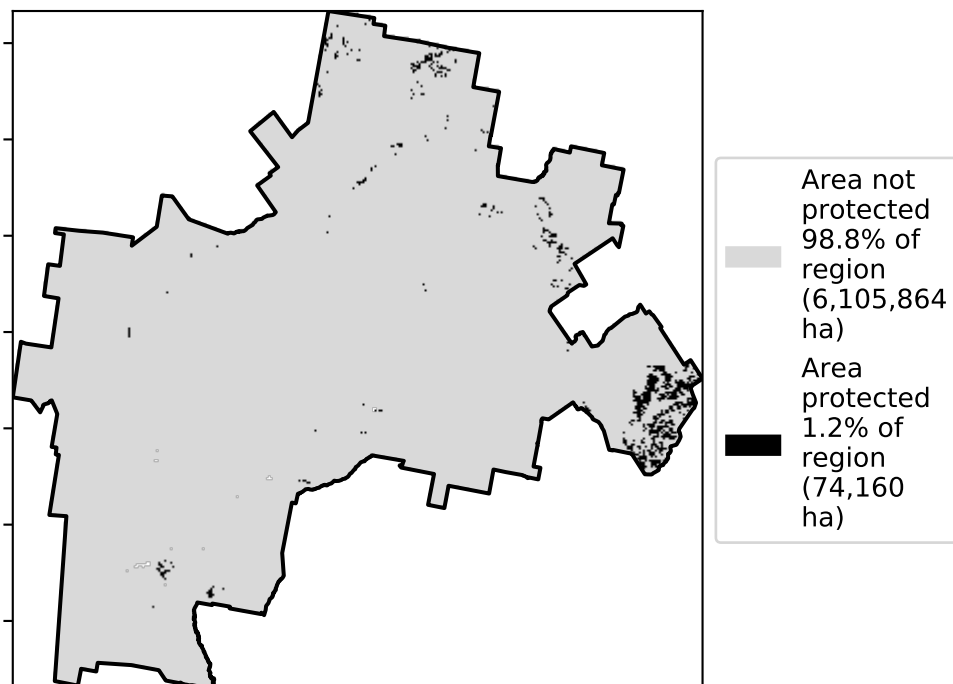 Area not
protected
98.8% of
region
(6,105,864
ha)
Area
protected
1.2% of
region
(74,160
ha)